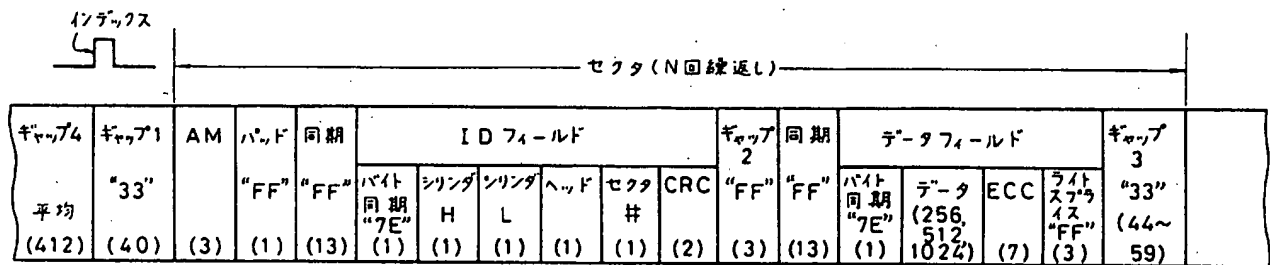 インデックス
セクタ(N回繰返し)
ギャップ4
平均
(412)
ギャップ1
"33"
(40)
AM
(3)
パッド
"FF"
(1)
同期
"FF"
(13)
IDフィールド
バイト
同期
"7E"
(1)
シリンダ
H
(1)
シリンダ
L
(1)
ヘッド
(1)
セクタ
#
(1)
CRC
(2)
ギャップ
2
"FF"
(3)
同期
"FF"
(13)
データフィールド
バイト
同期
"7E"
(1)
データ
(256,
512,
1024)
ECC
(7)
ライト
スプラ
イス
"FF"
(3)
ギャップ
3
"33"
(44~
59)